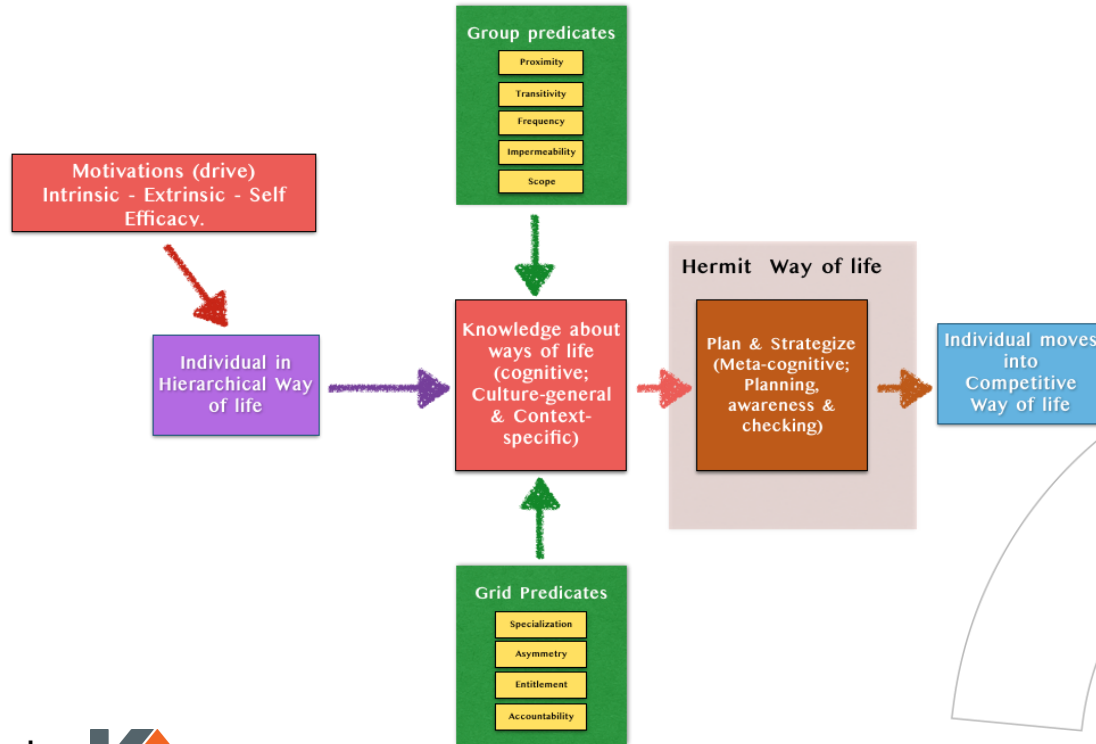 Group predicates
Proximity
Transitivity
Frequency
Impermeability
Scope
Motivations (drive)
Intrinsic - Extrinsic - Self
Efficacy.
Individual in
Hierarchical Way
of life
Knowledge about
ways of life
(cognitive;
Culture-general
& Context-
specific)
Hermit Way of life
Plan & Strategize
(Meta-cognitive;
Planning,
awareness &
checking)
Individual moves
into
Competitive
Way of life
Grid Predicates
Specialization
Asymmetry
Entitlement
Accountability